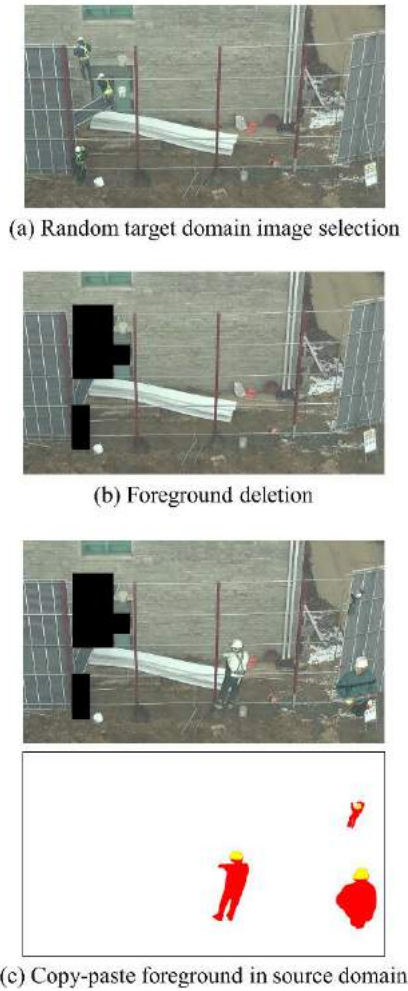 (a) Random target domain image selection
(b) Foreground deletion
(c) Copy-paste foreground in source domain